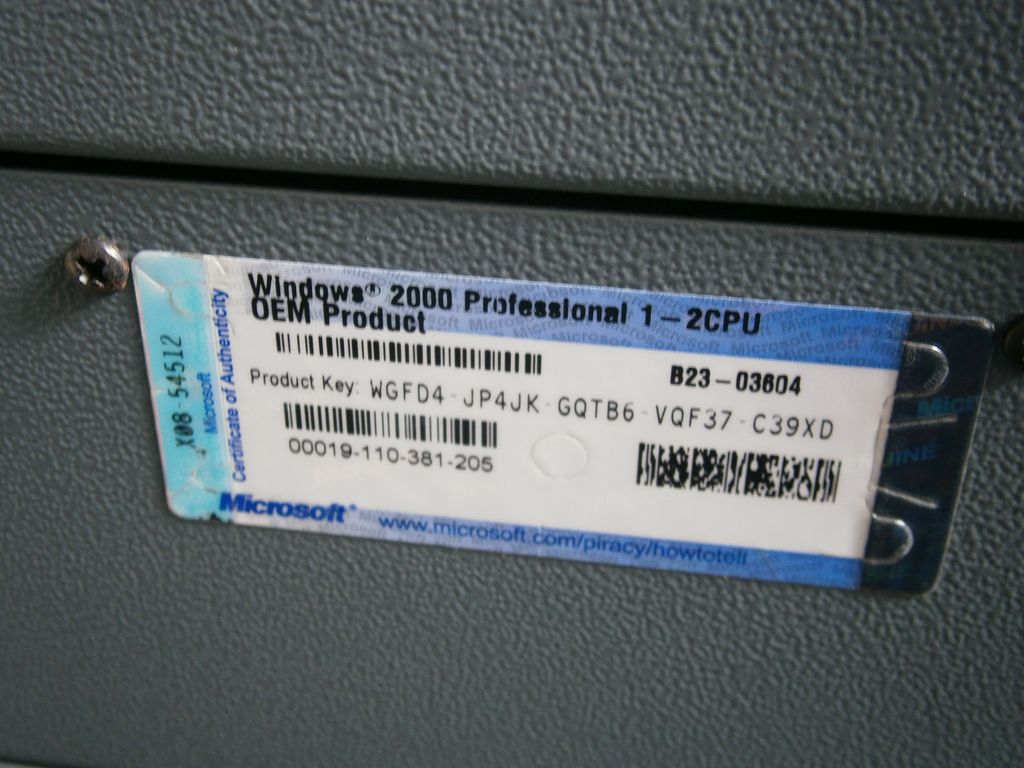 Windows® 2000 Professional 1-2CPU
OEM Product
B23-03604
Product Key: WGFD4-JP4JK-GQTB6-VQF37-C39XD
00019-110-381-205
X08-54512
Microsoft
Certificate of Authenticity
Microsoft®
www.microsoft.com/piracy/howtotell